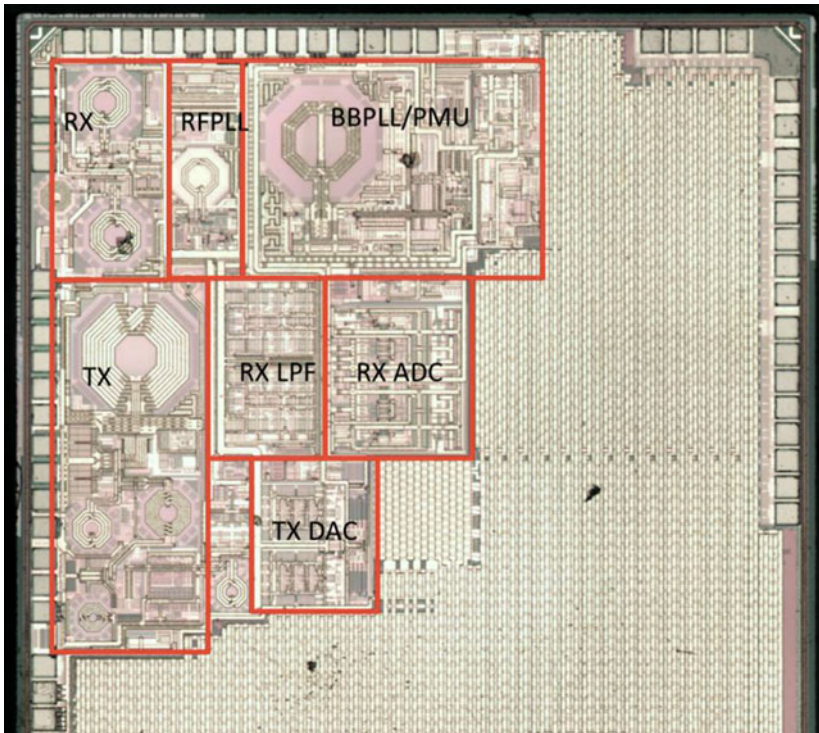 RX
RFPLL
BBPLL/PMU
TX
RX LPF
RX ADC
TX DAC